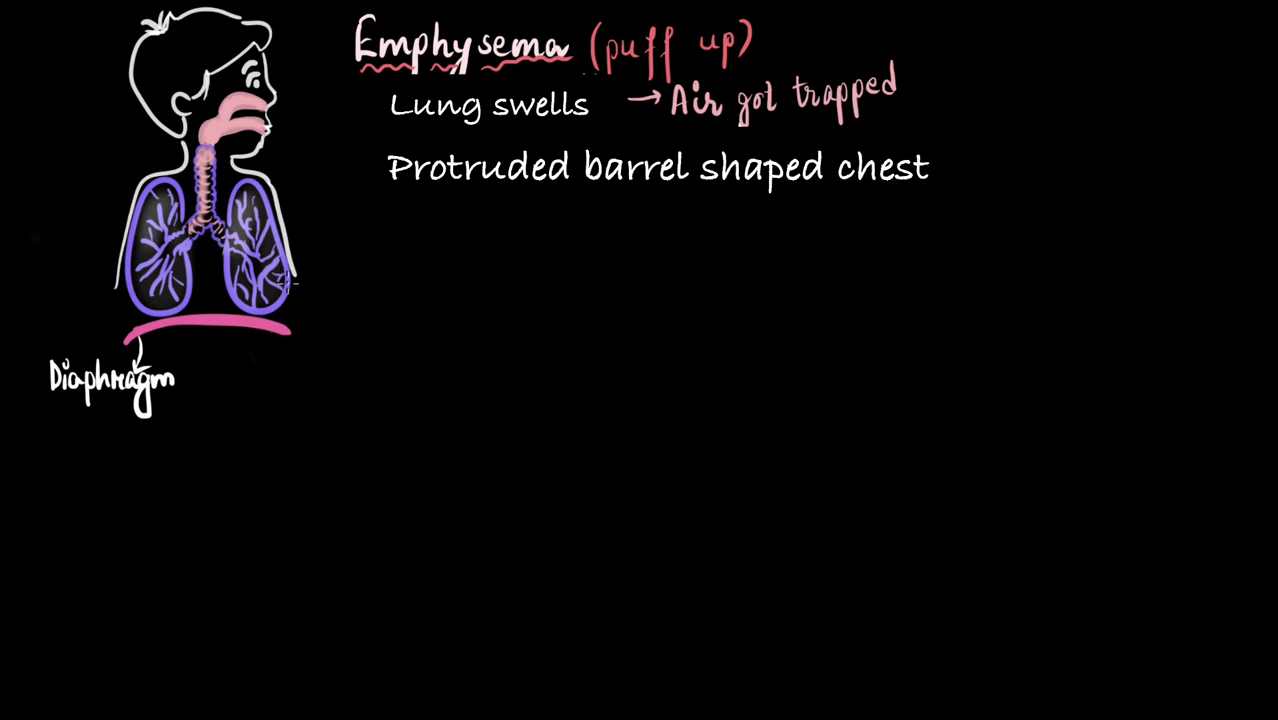 Emphysema (puff up)
Lung swells → Air got trapped
Protruded barrel shaped chest
Diaphragm